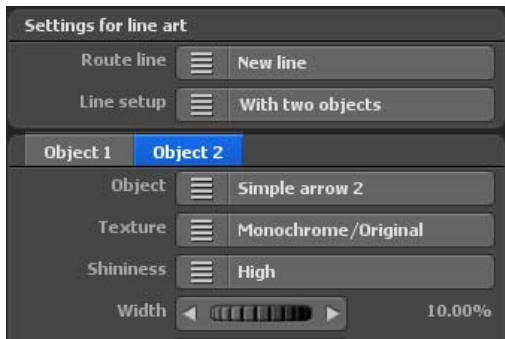 Settings for line art
Route line New line
Line setup With two objects
Object 1 Object 2
Object Simple arrow 2
Texture Monochrome/Original
Shininess High
Width 10.00%